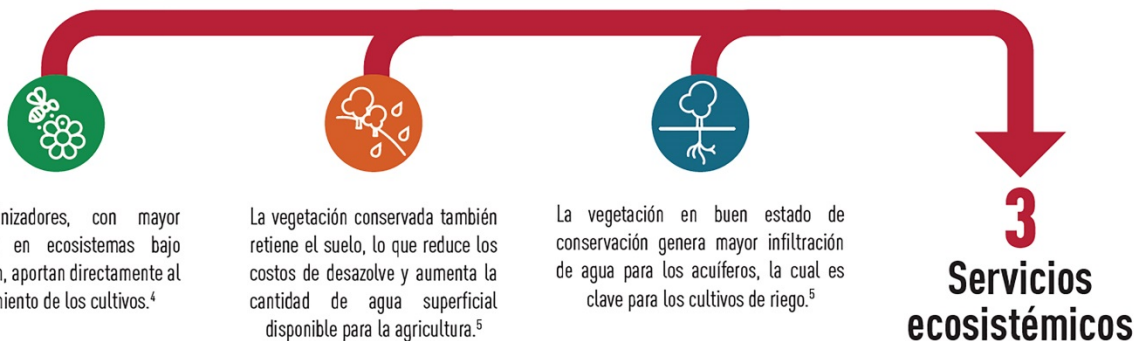 con mayor
en ecosistemas bajo
aportan directamente al
de los cultivos.⁴
La vegetación conservada también
retiene el suelo, lo que reduce los
costos de desazolve y aumenta la
cantidad de agua superficial
disponible para la agricultura.⁵
La vegetación en buen estado de
conservación genera mayor infiltración
de agua para los acuíferos, la cual es
clave para los cultivos de riego.⁵
3
Servicios
ecosistémicos